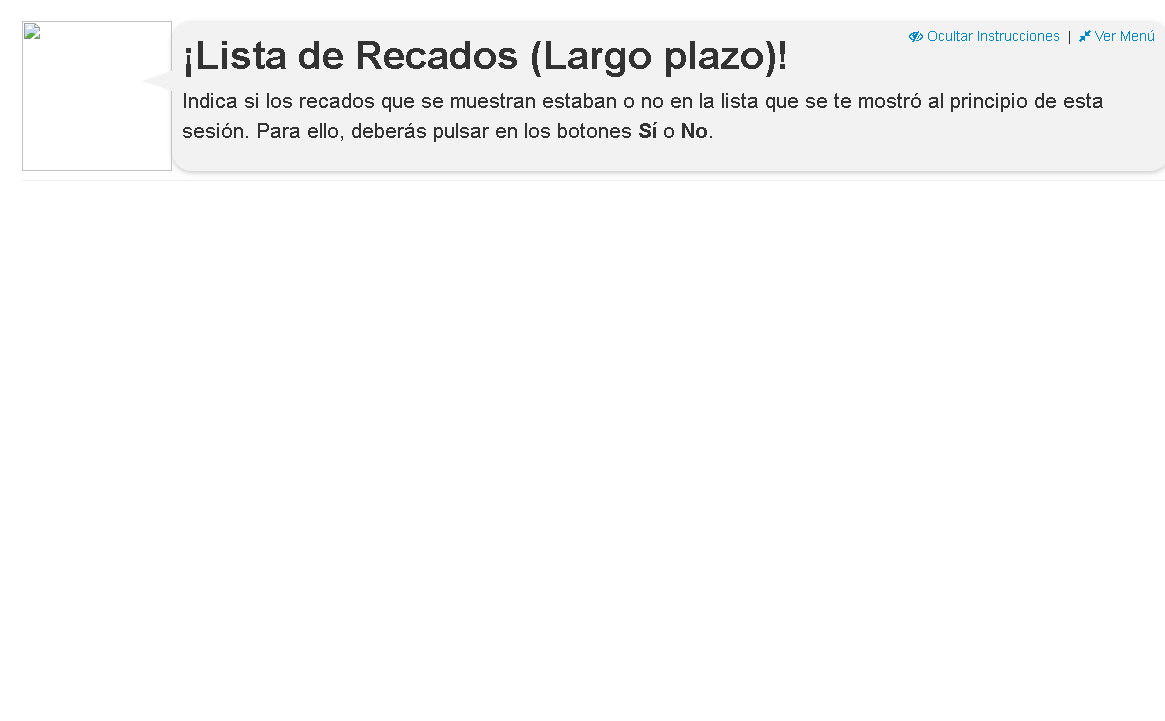 Ocultar Instrucciones | Ver Menú
¡Lista de Recados (Largo plazo)!
Indica si los recados que se muestran estaban o no en la lista que se te mostró al principio de esta
sesión. Para ello, deberás pulsar en los botones Sí o No.